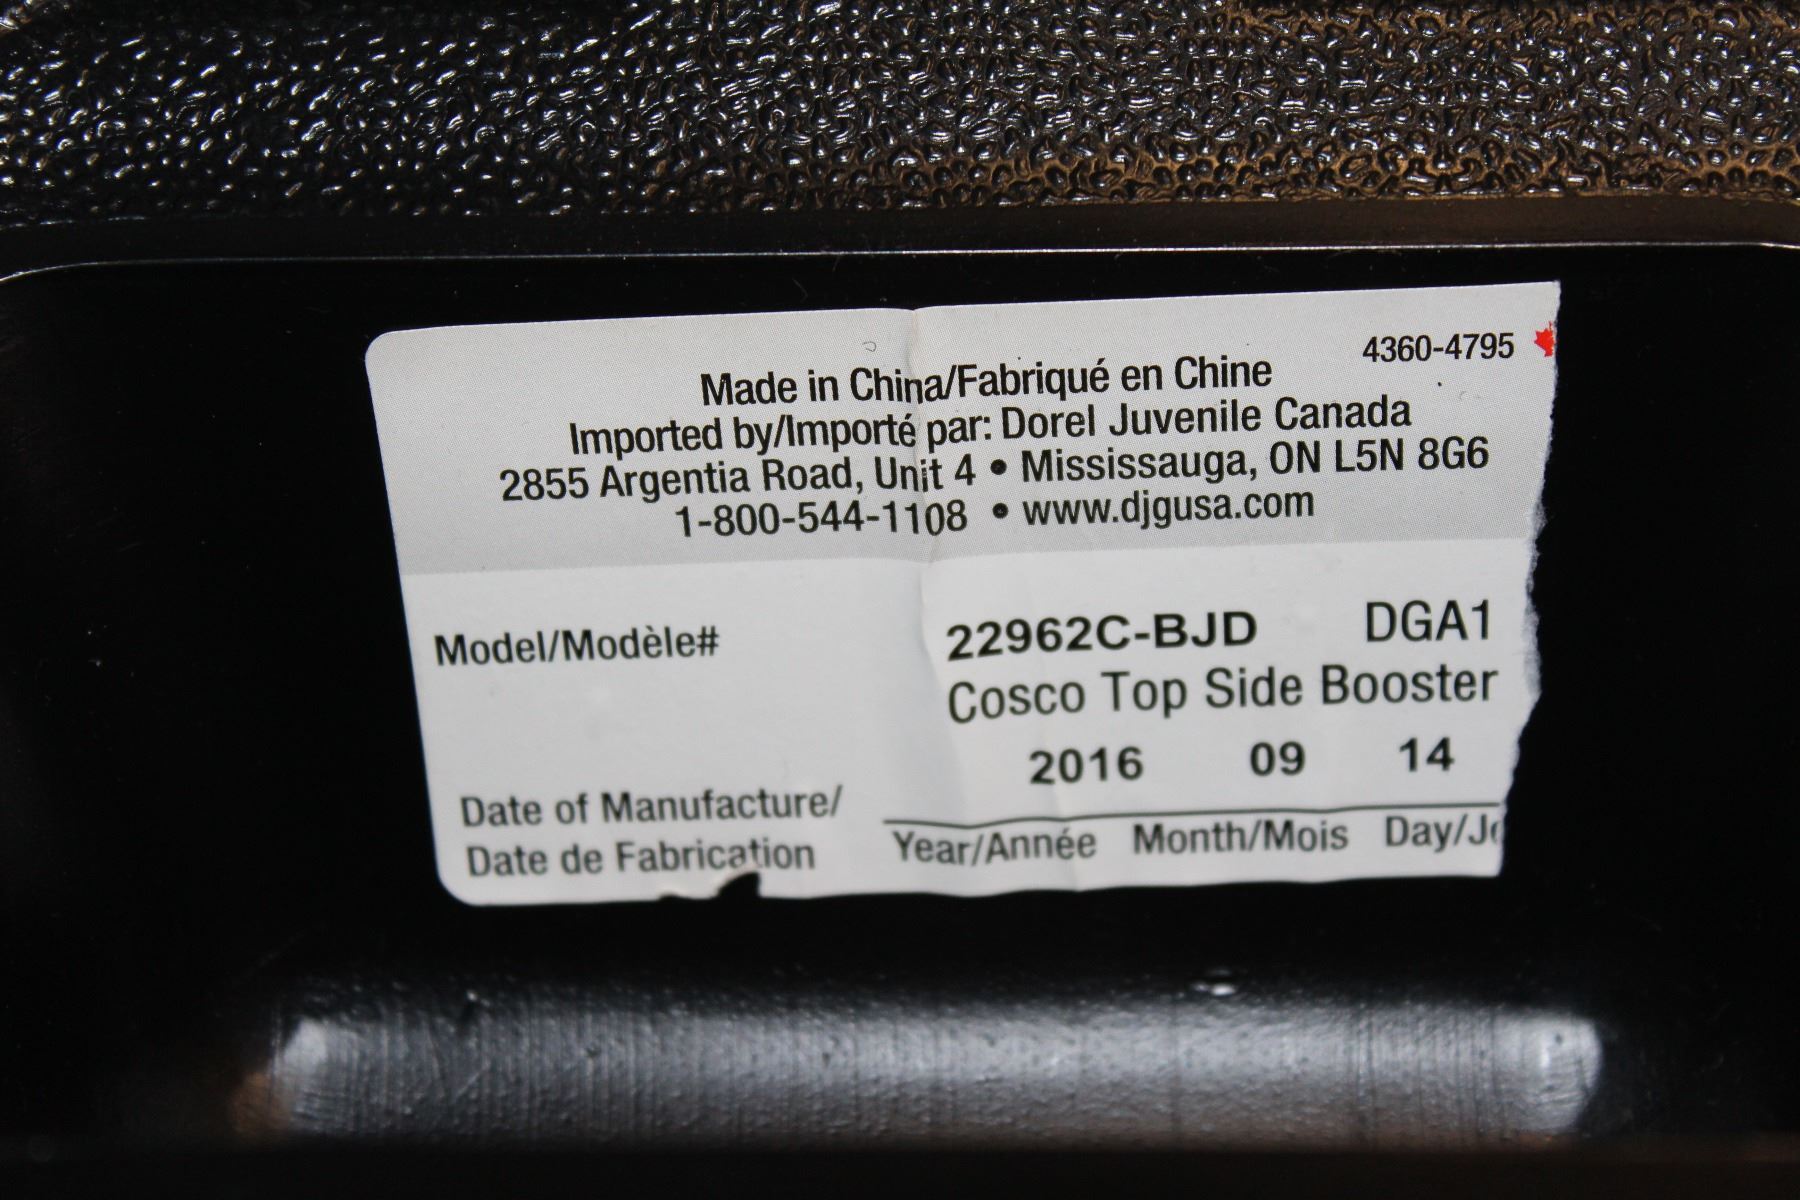 4360-4795
Made in China/Fabriqué en Chine
Imported by/Importé par: Dorel Juvenile Canada
2855 Argentia Road, Unit 4 • Mississauga, ON L5N 8G6
1-800-544-1108 • www.djgusa.com
Model/Modèle# 22962C-BJD DGA1
Cosco Top Side Booster
2016 09 14
Date of Manufacture/
Date de Fabrication
Year/Année Month/Mois Day/